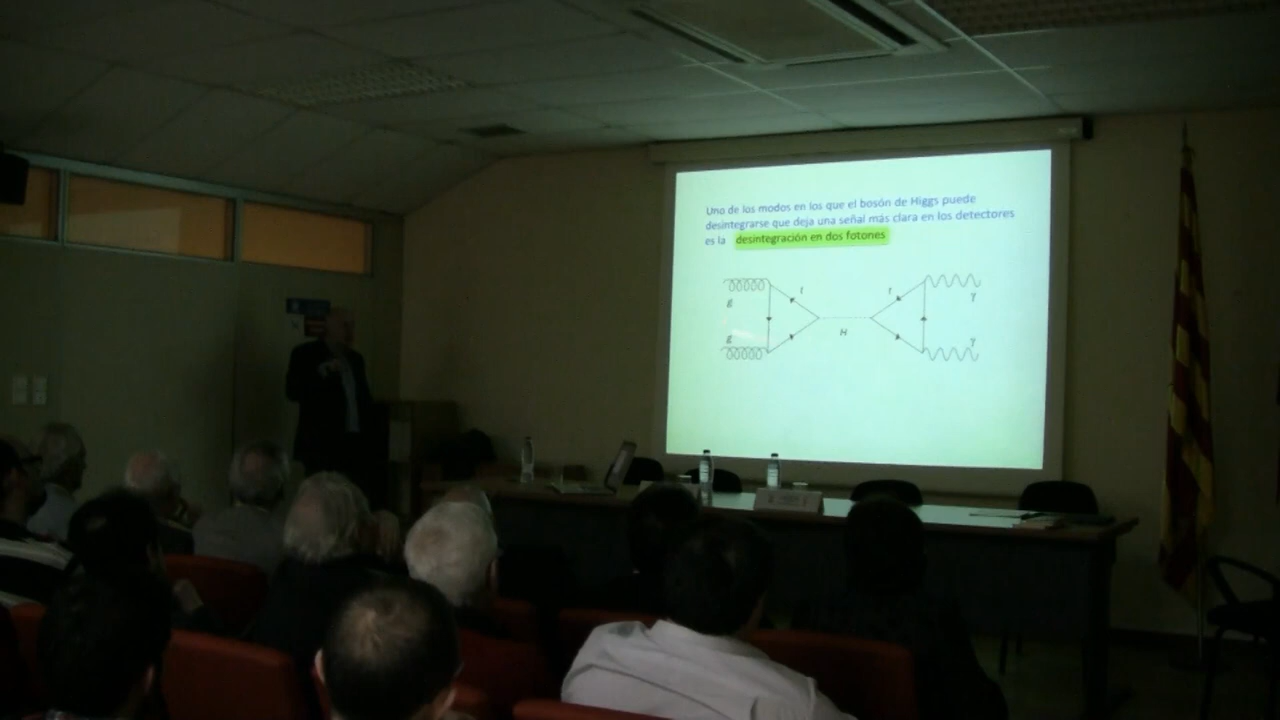 Uno de los modos en los que el bosón de Higgs puede
desintegrarse que deja una señal más clara en los detectores
es la desintegración en dos fotones
g t t γ
H
g γ